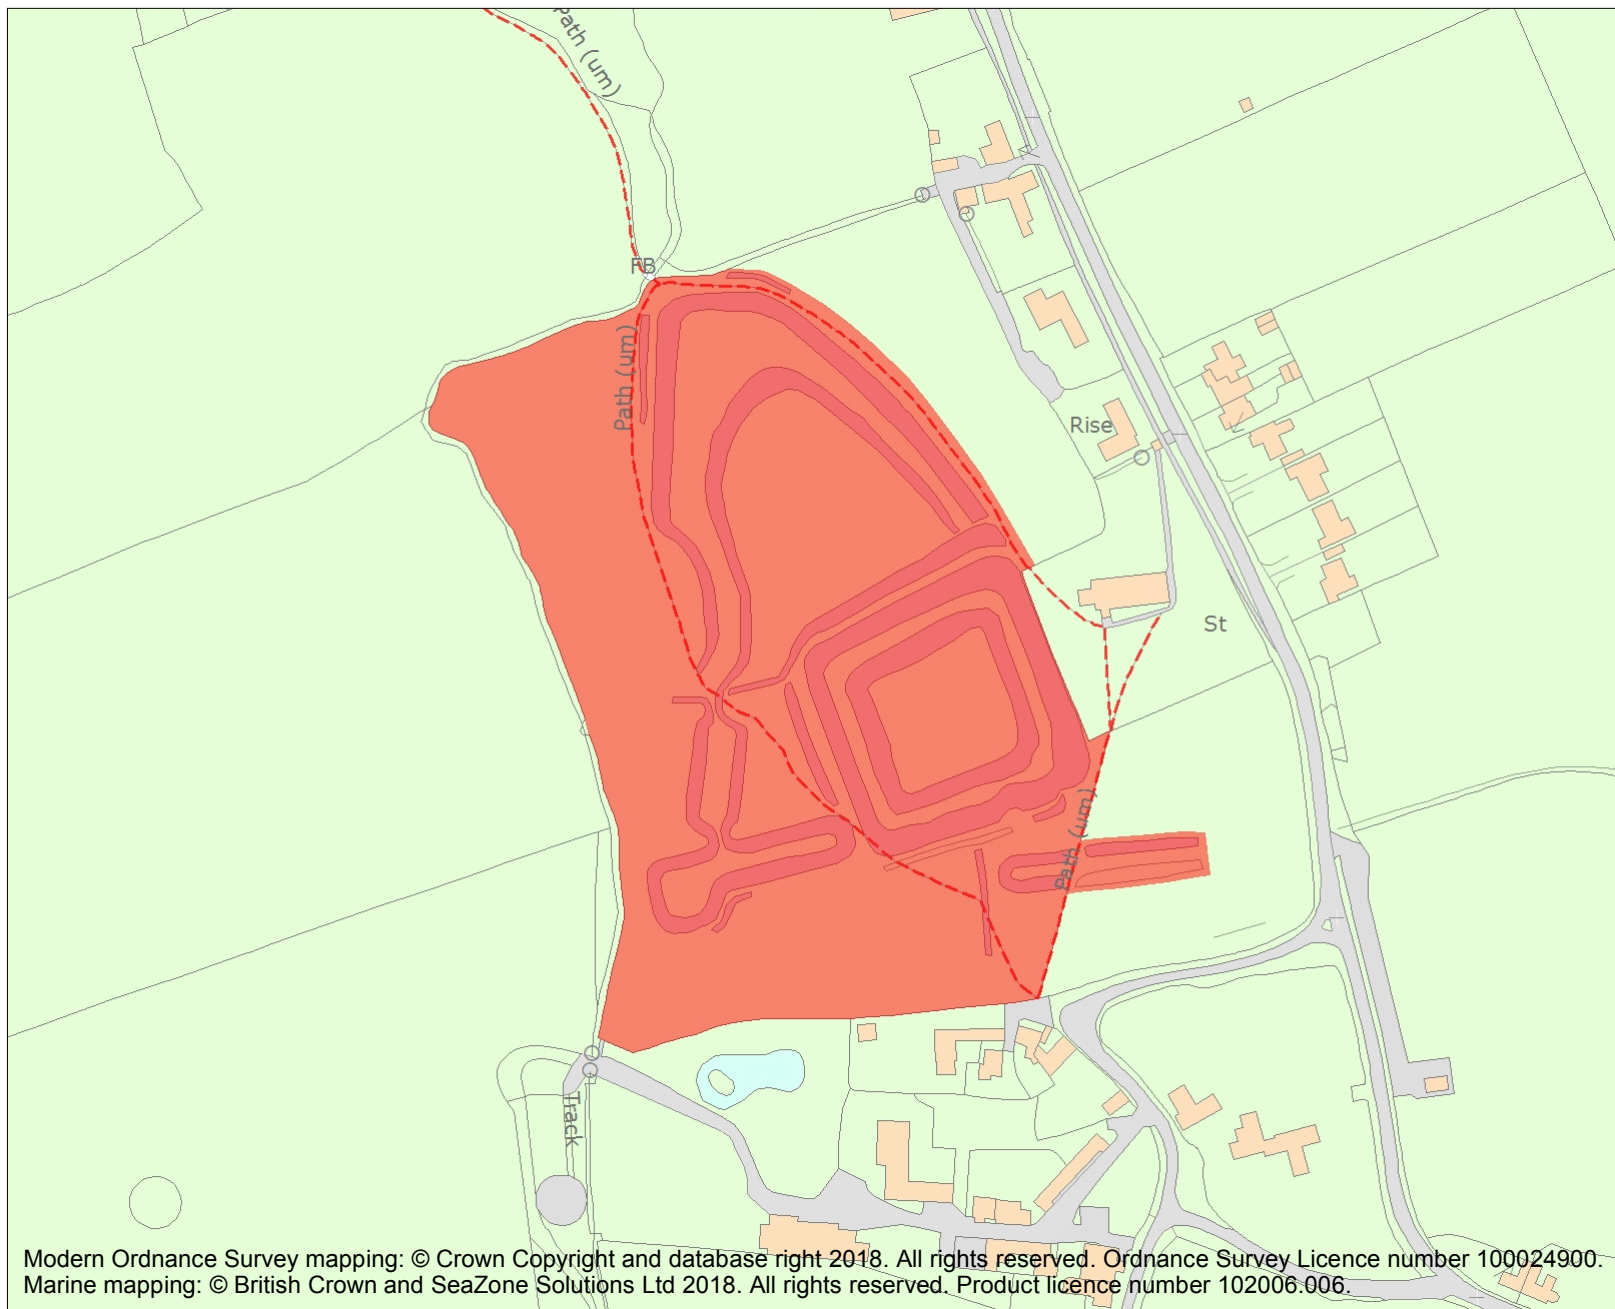 Path (um)
FB
Path (um)
Rise
St
Path (um)
Track
Modern Ordnance Survey mapping: © Crown Copyright and database right 2018. All rights reserved. Ordnance Survey Licence number 100024900.
Marine mapping: © British Crown and SeaZone Solutions Ltd 2018. All rights reserved. Product licence number 102006.006.